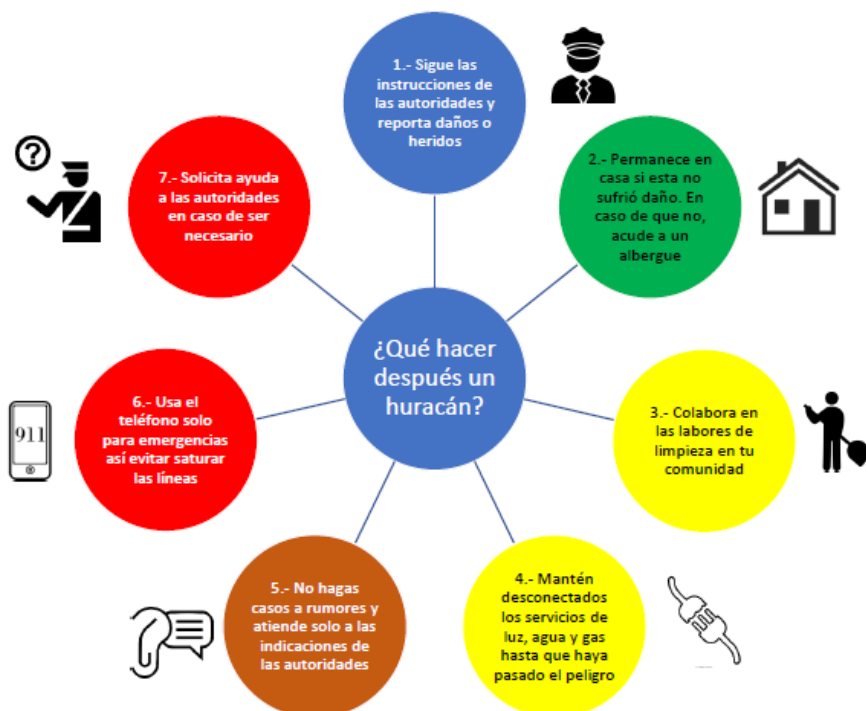 1.- Sigue las
instrucciones de
las autoridades y
reporta daños o
heridos
2.- Permanece en
casa si esta no
sufrió daño. En
caso de que no,
acude a un
albergue
3.- Colabora en
las labores de
limpieza en tu
comunidad
4.- Mantén
desconectados
los servicios de
luz, agua y gas
hasta que haya
pasado el peligro
5.- No hagas
casos a rumores y
atiende solo a las
indicaciones de
las autoridades
6.- Usa el
teléfono solo
para emergencias
así evitar saturar
las líneas
911
7.- Solicita ayuda
a las autoridades
en caso de ser
necesario
?
¿Qué hacer
después un
huracán?